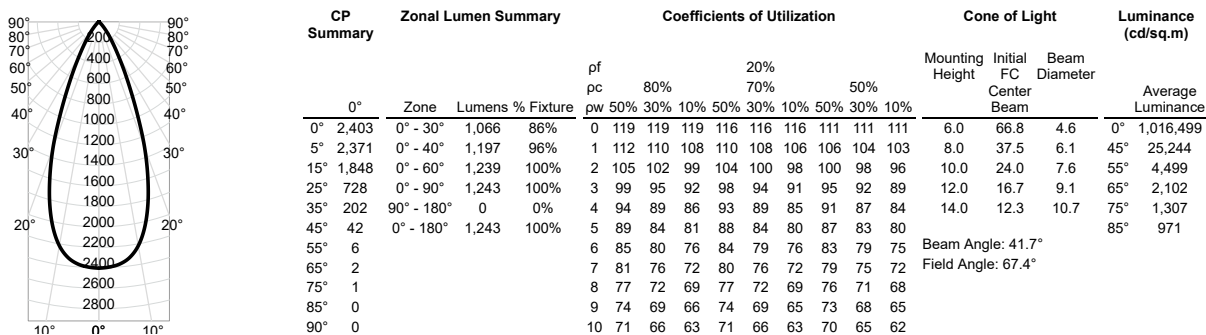 90° 90°
80° 80°
70° 70°
60° 60°
50° 50°
40° 40°
30° 30°
20° 20°
10° 0° 10°
200
400
600
800
1000
1200
1400
1600
1800
2000
2200
2400
2600
2800
CP Summary
0°
0° 2,403
5° 2,371
15° 1,848
25° 728
35° 202
45° 42
55° 6
65° 2
75° 1
85° 0
90° 0
Zonal Lumen Summary
Zone Lumens % Fixture
0° - 30° 1,066 86%
0° - 40° 1,197 96%
0° - 60° 1,239 100%
0° - 90° 1,243 100%
90° - 180° 0 0%
0° - 180° 1,243 100%
Coefficients of Utilization
ρf 20%
ρc 80% 70% 50%
ρw 50% 30% 10% 50% 30% 10% 50% 30% 10%
0 119 119 119 116 116 116 111 111 111
1 112 110 108 110 108 106 106 104 103
2 105 102 99 104 100 98 100 98 96
3 99 95 92 98 94 91 95 92 89
4 94 89 86 93 89 85 91 87 84
5 89 84 81 88 84 80 87 83 80
6 85 80 76 84 79 76 83 79 75
7 81 76 72 80 76 72 79 75 72
8 77 72 69 77 72 69 76 71 68
9 74 69 66 74 69 65 73 68 65
10 71 66 63 71 66 63 70 65 62
Cone of Light
Mounting Height Initial FC Center Beam Beam Diameter
6.0 66.8 4.6
8.0 37.5 6.1
10.0 24.0 7.6
12.0 16.7 9.1
14.0 12.3 10.7
Beam Angle: 41.7°
Field Angle: 67.4°
Luminance
(cd/sq.m)
Average
Luminance
0° 1,016,499
45° 25,244
55° 4,499
65° 2,102
75° 1,307
85° 971